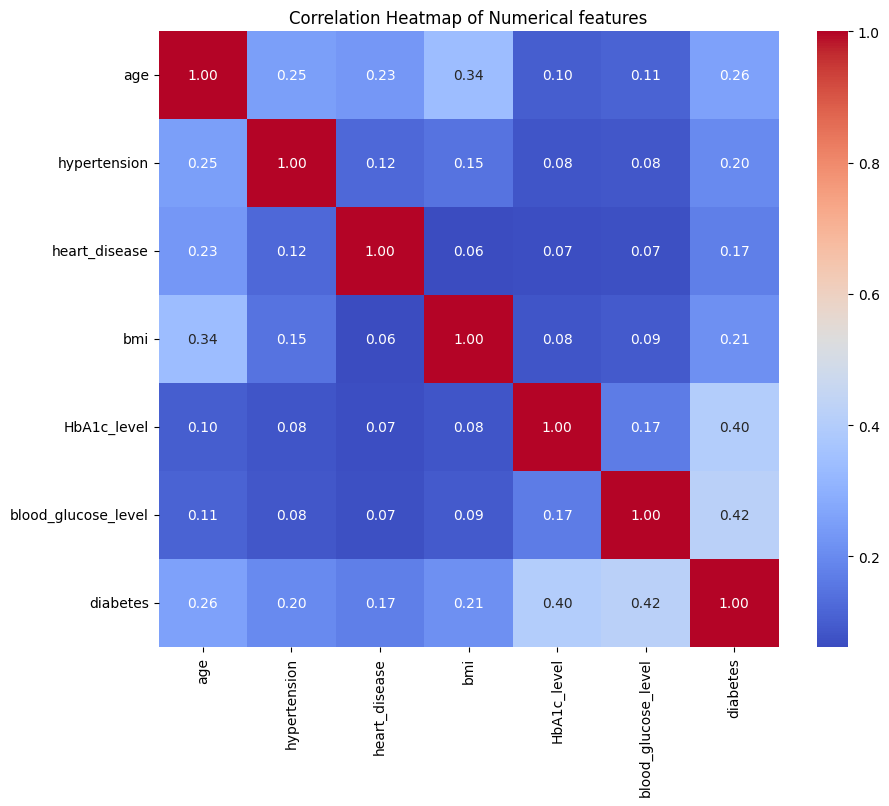 Correlation Heatmap of Numerical features
age 1.00 0.25 0.23 0.34 0.10 0.11 0.26
hypertension 0.25 1.00 0.12 0.15 0.08 0.08 0.20
heart_disease 0.23 0.12 1.00 0.06 0.07 0.07 0.17
bmi 0.34 0.15 0.06 1.00 0.08 0.09 0.21
HbA1c_level 0.10 0.08 0.07 0.08 1.00 0.17 0.40
blood_glucose_level 0.11 0.08 0.07 0.09 0.17 1.00 0.42
diabetes 0.26 0.20 0.17 0.21 0.40 0.42 1.00
age
hypertension
heart_disease
bmi
HbA1c_level
blood_glucose_level
diabetes
1.0
0.8
0.6
0.4
0.2